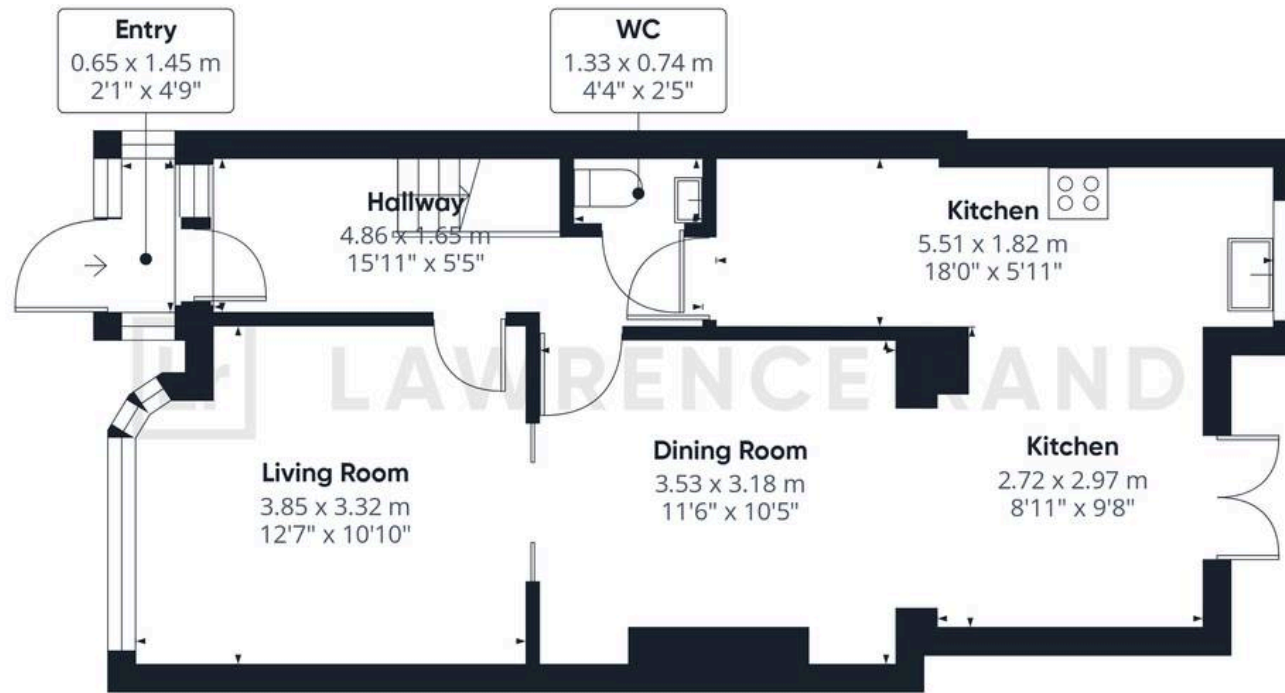 Entry
0.65 x 1.45 m
2'1" x 4'9"
WC
1.33 x 0.74 m
4'4" x 2'5"
Hallway
4.86 x 1.65 m
15'11" x 5'5"
Kitchen
5.51 x 1.82 m
18'0" x 5'11"
lr LAWRENCE RAND
Living Room
3.85 x 3.32 m
12'7" x 10'10"
Dining Room
3.53 x 3.18 m
11'6" x 10'5"
Kitchen
2.72 x 2.97 m
8'11" x 9'8"